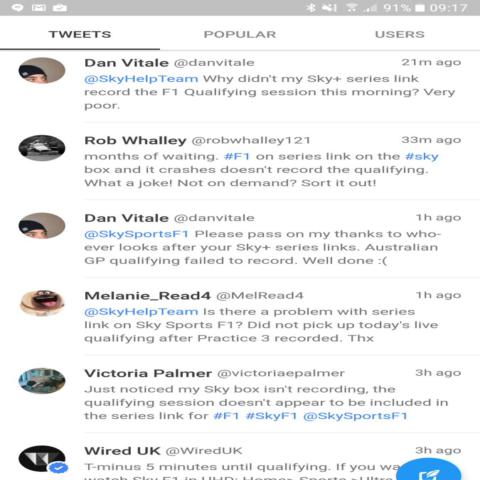 91% 09:17
TWEETS POPULAR USERS
Dan Vitale @danvitale 21m ago
@SkyHelpTeam Why didn't my Sky+ series link
record the F1 Qualifying session this morning? Very
poor.
Rob Whalley @robwhalley121 33m ago
months of waiting. #F1 on series link on the #sky
box and it crashes doesn't record the qualifying.
What a joke! Not on demand? Sort it out!
Dan Vitale @danvitale 1h ago
@SkySportsF1 Please pass on my thanks to who-
ever looks after your Sky+ series links. Australian
GP qualifying failed to record. Well done :(
Melanie_Read4 @MelRead4 1h ago
@SkyHelpTeam Is there a problem with series
link on Sky Sports F1? Did not pick up today's live
qualifying after Practice 3 recorded. Thx
Victoria Palmer @victoriaepalmer 3h ago
Just noticed my Sky box isn't recording, the
qualifying session doesn't appear to be included in
the series link for #F1 #SkyF1 @SkySportsF1
Wired UK @WiredUK 3h ago
T-minus 5 minutes until qualifying. If you wa
watch Sky F1 in UHD: Home> Sports >Ultra